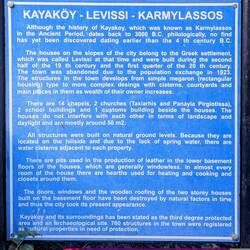 KAYAKÖY - LEVISSI - KARMYLASSOS
Although the history of Kayaköy, which was known as Karmylassos
in the Ancient Period, dates back to 3000 B.C. philologically, no find
has yet been discovered dating earlier than the 4 th century B.C.
The houses on the slopes of the city belong to the Greek settlement,
which was called Levissi at that time and were built during the second
half of the 19 th century and the first quarter of the 20 th century.
The town was abandoned due to the population exchange in 1923.
The structures in the town develop from simple one rectangular
housing type to more complex desings with cisterns, courtyards and
main places in them as wealth of their owner increases.
There are 14 chapels, 2 churches (Taxiarhis and Panayia Pirgiotissa),
2 school buildings and 1 customs building beside the houses. The
houses do not interfere with each other in terms of landscape and
daylight and are mostly around 50 m2.
All structures were built on natural ground levels. Because they are
located on the hillside and due to the lack of spring water, there are
water cisterns adjacent to each property.
There are pits used in the production of leather in the lower basement
floors of the houses, which are generally windowless. In almost every
room of the house there are hearths used for heating and cooking and
closets around them.
The doors, windows and the wooden roofing of the two storey houses
built on the basement floor have been destroyed by natural factors in time
and thus the city took its present appearance.
Kayaköy and its surroundings has been stated as the third degree protected
area and as archaeological site. 780 structures in the town were registered
as natural properties in need of protection.